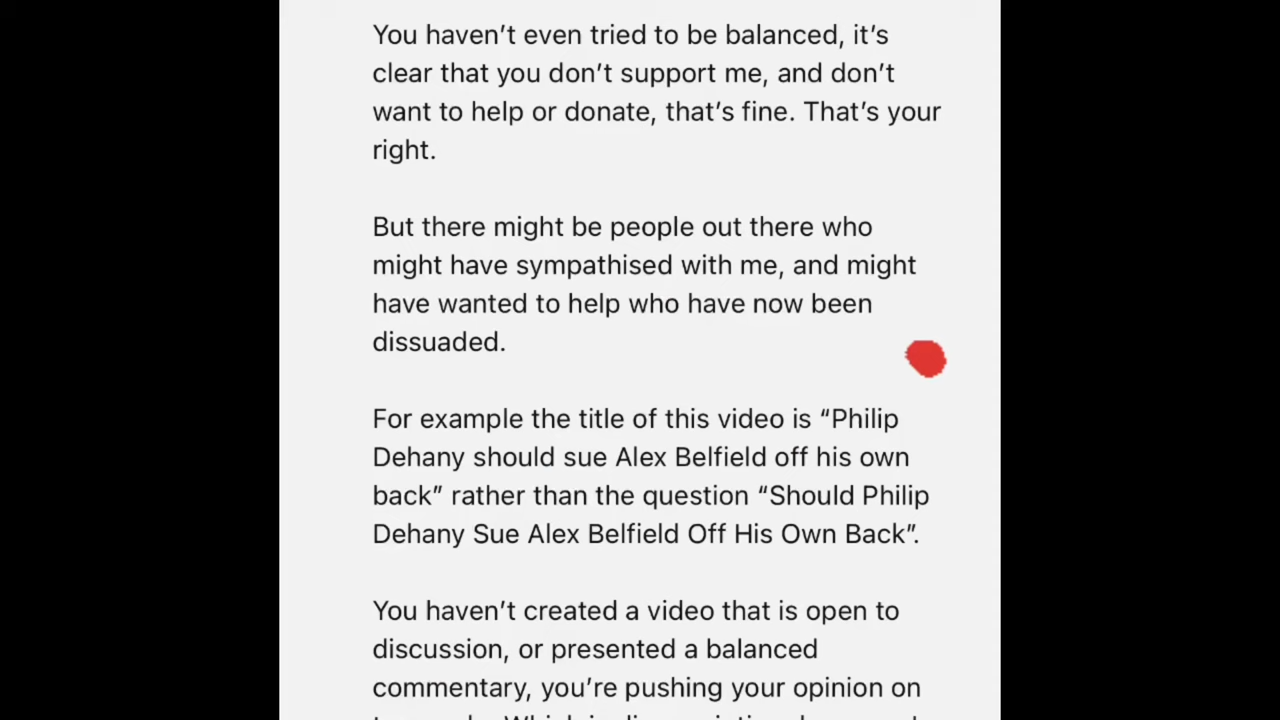 You haven’t even tried to be balanced, it’s
clear that you don’t support me, and don’t
want to help or donate, that’s fine. That’s your
right.
But there might be people out there who
might have sympathised with me, and might
have wanted to help who have now been
dissuaded.
For example the title of this video is “Philip
Dehany should sue Alex Belfield off his own
back” rather than the question “Should Philip
Dehany Sue Alex Belfield Off His Own Back”.
You haven’t created a video that is open to
discussion, or presented a balanced
commentary, you’re pushing your opinion on